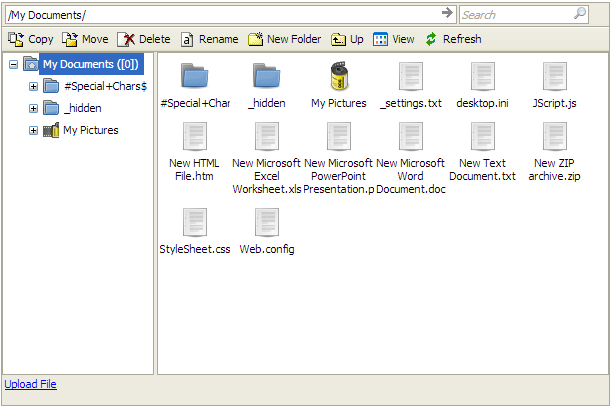 /My Documents/ Search
Copy Move Delete Rename New Folder Up View Refresh
My Documents ([0])
#Special+Chars$
_hidden
My Pictures
#Special+Char _hidden My Pictures _settings.txt desktop.ini JScript.js
New HTML New Microsoft New Microsoft New Microsoft New Text New ZIP
File.htm Excel PowerPoint Word Document.txt archive.zip
Worksheet.xls Presentation.p Document.doc
StyleSheet.css Web.config
Upload File